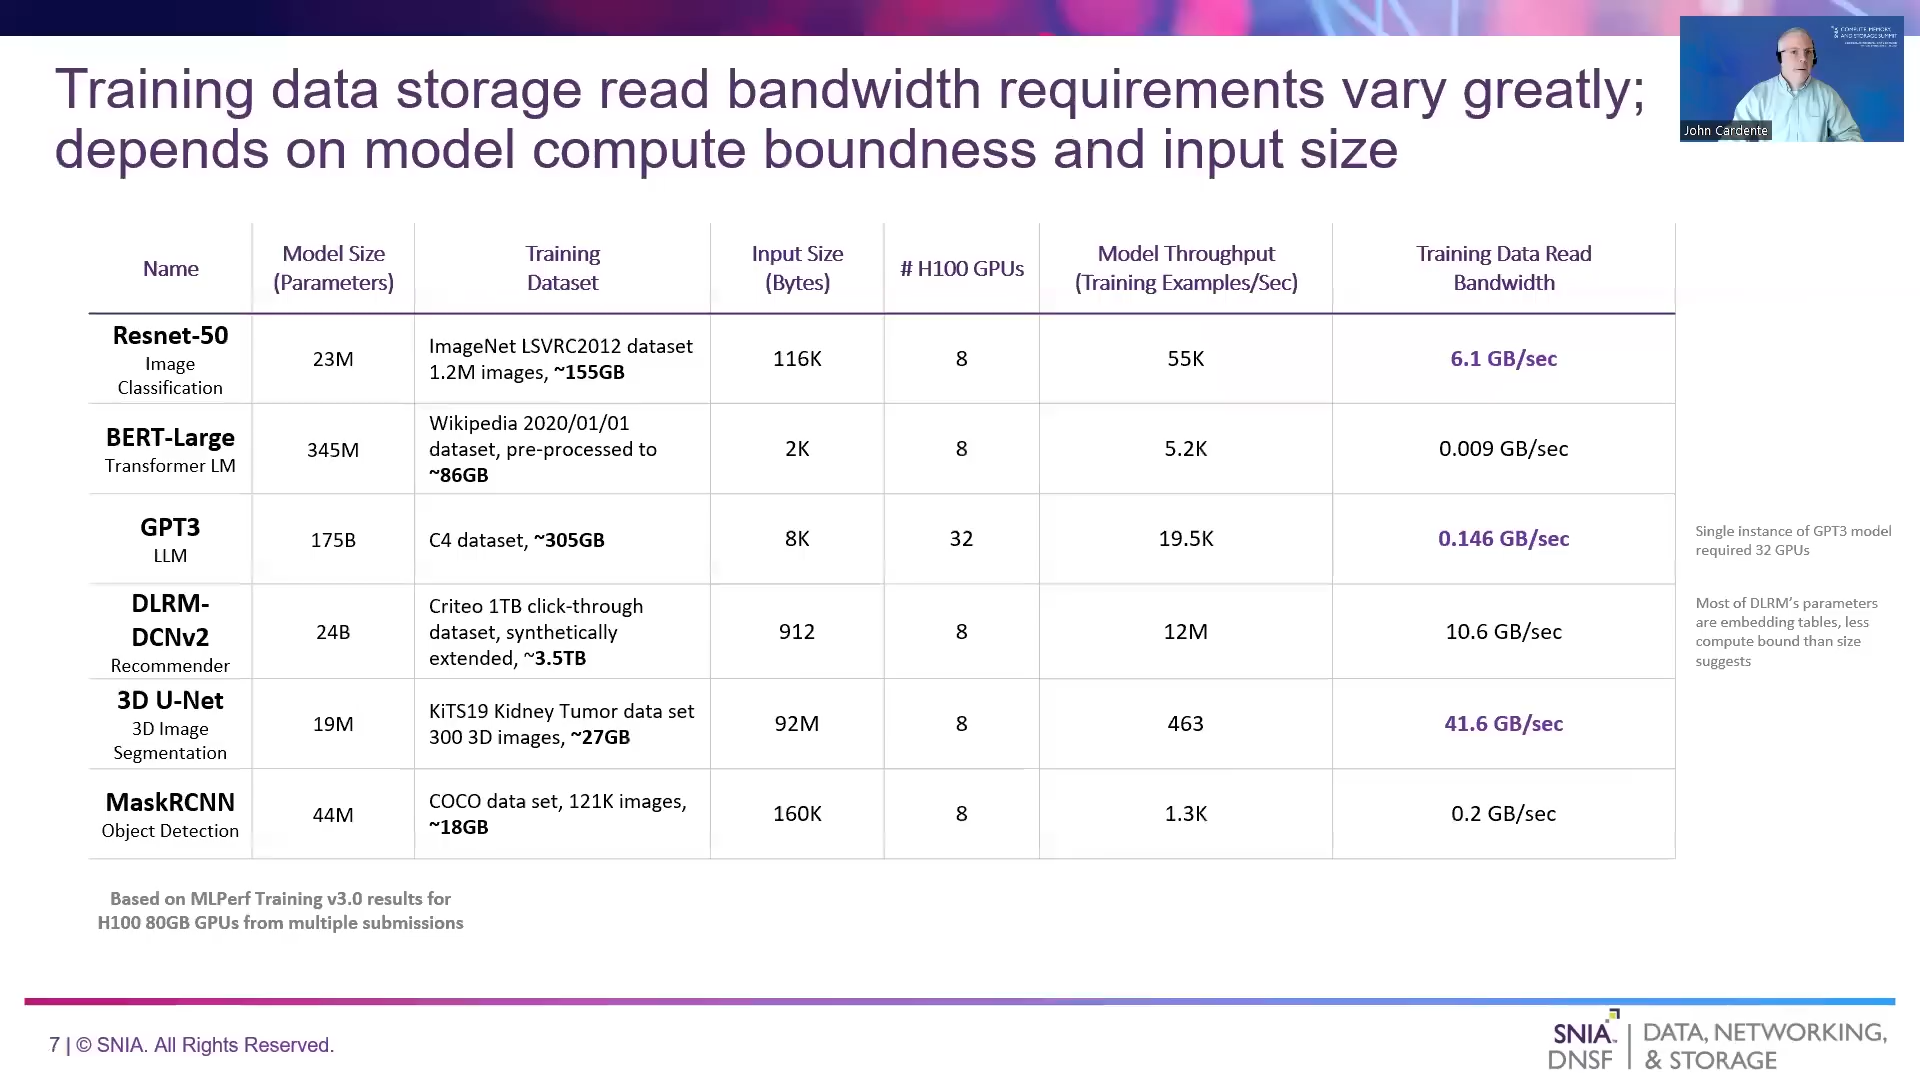 Training data storage read bandwidth requirements vary greatly;
depends on model compute boundness and input size
John Cardente
Name
Model Size
(Parameters)
Training
Dataset
Input Size
(Bytes)
# H100 GPUs
Model Throughput
(Training Examples/Sec)
Training Data Read
Bandwidth
Resnet-50
Image
Classification
23M
ImageNet LSVRC2012 dataset
1.2M images, ~155GB
116K
8
55K
6.1 GB/sec
BERT-Large
Transformer LM
345M
Wikipedia 2020/01/01
dataset, pre-processed to
~86GB
2K
8
5.2K
0.009 GB/sec
GPT3
LLM
175B
C4 dataset, ~305GB
8K
32
19.5K
0.146 GB/sec
Single instance of GPT3 model
required 32 GPUs
DLRM-
DCNv2
Recommender
24B
Criteo 1TB click-through
dataset, synthetically
extended, ~3.5TB
912
8
12M
10.6 GB/sec
Most of DLRM's parameters
are embedding tables, less
compute bound than size
suggests
3D U-Net
3D Image
Segmentation
19M
KiTS19 Kidney Tumor data set
300 3D images, ~27GB
92M
8
463
41.6 GB/sec
MaskRCNN
Object Detection
44M
COCO data set, 121K images,
~18GB
160K
8
1.3K
0.2 GB/sec
Based on MLPerf Training v3.0 results for
H100 80GB GPUs from multiple submissions
7 | © SNIA. All Rights Reserved.
SNIA
DNSF
DATA, NETWORKING,
& STORAGE